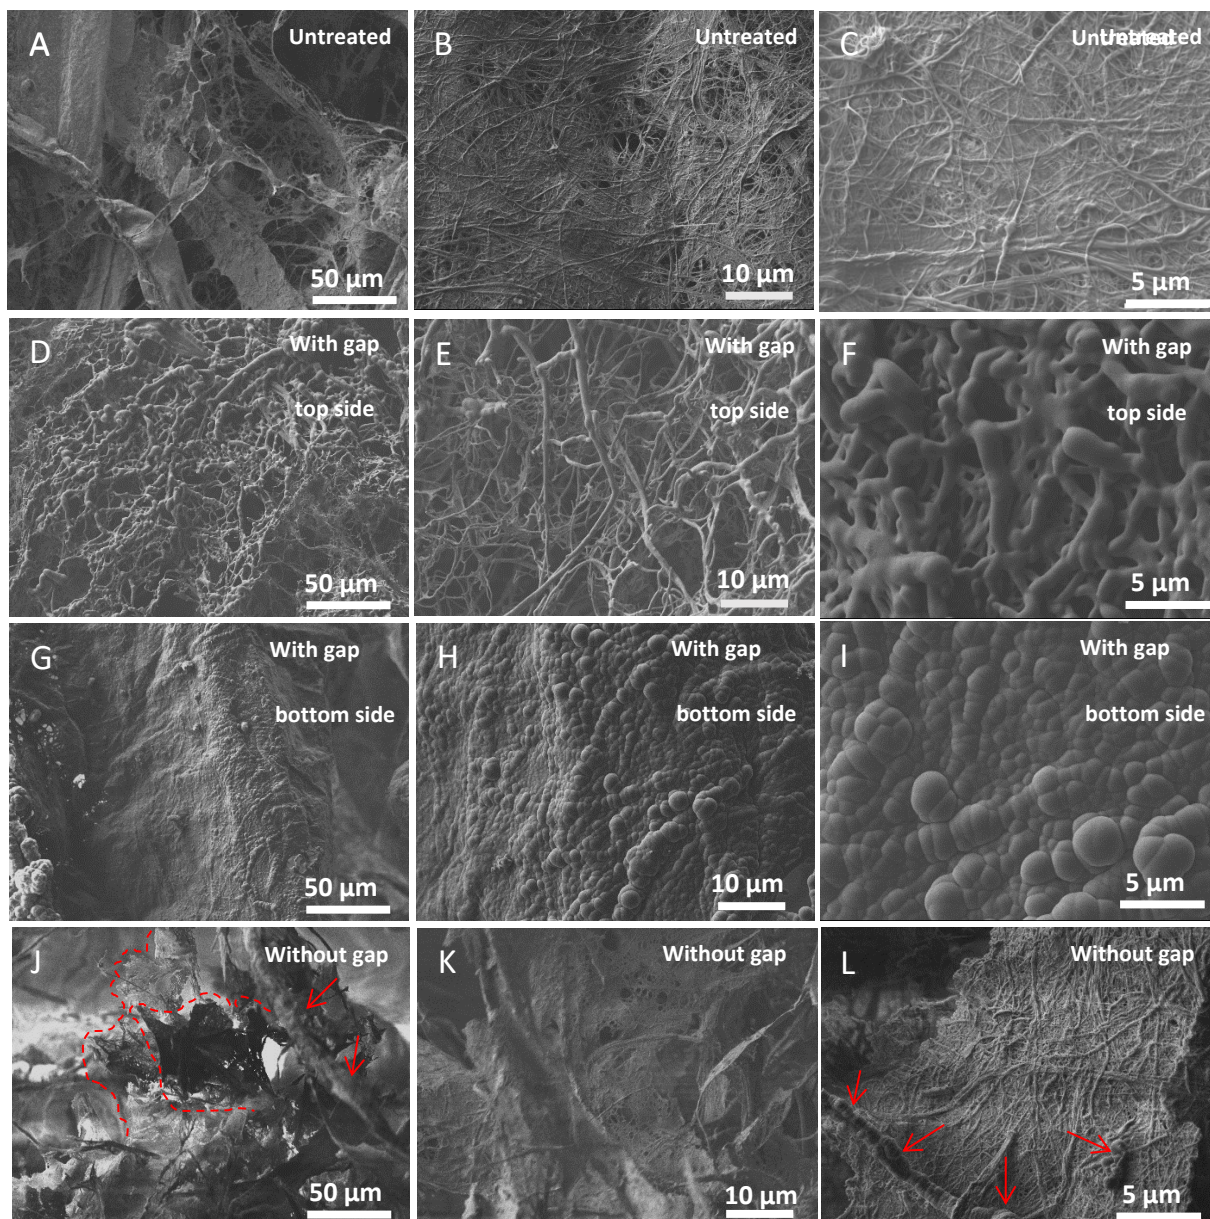 A
Untreated
50 μm
B
Untreated
10 μm
C
Untreated
Untreated
5 μm
D
With gap
top side
50 μm
E
With gap
top side
10 μm
F
With gap
top side
5 μm
G
With gap
bottom side
50 μm
H
With gap
bottom side
10 μm
I
With gap
bottom side
5 μm
J
Without gap
50 μm
K
Without gap
10 μm
L
Without gap
5 μm